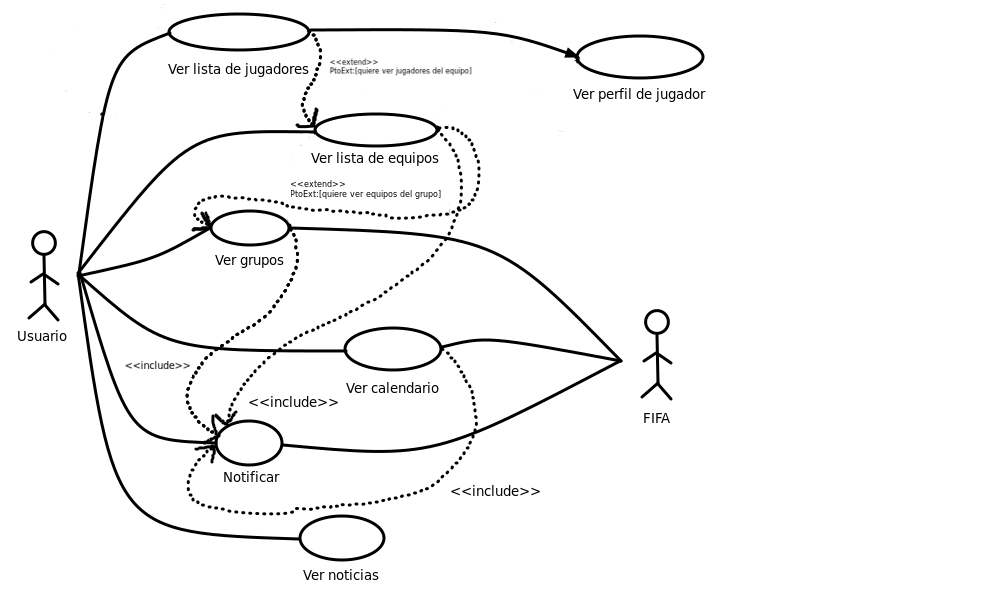 Ver lista de jugadores
<<extend>>
PtoExt:[quiere ver jugadores del equipo]
Ver perfil de jugador
Ver lista de equipos
<<extend>>
PtoExt:[quiere ver equipos del grupo]
Ver grupos
Usuario
<<include>>
Ver calendario
<<include>>
FIFA
Notificar
<<include>>
Ver noticias